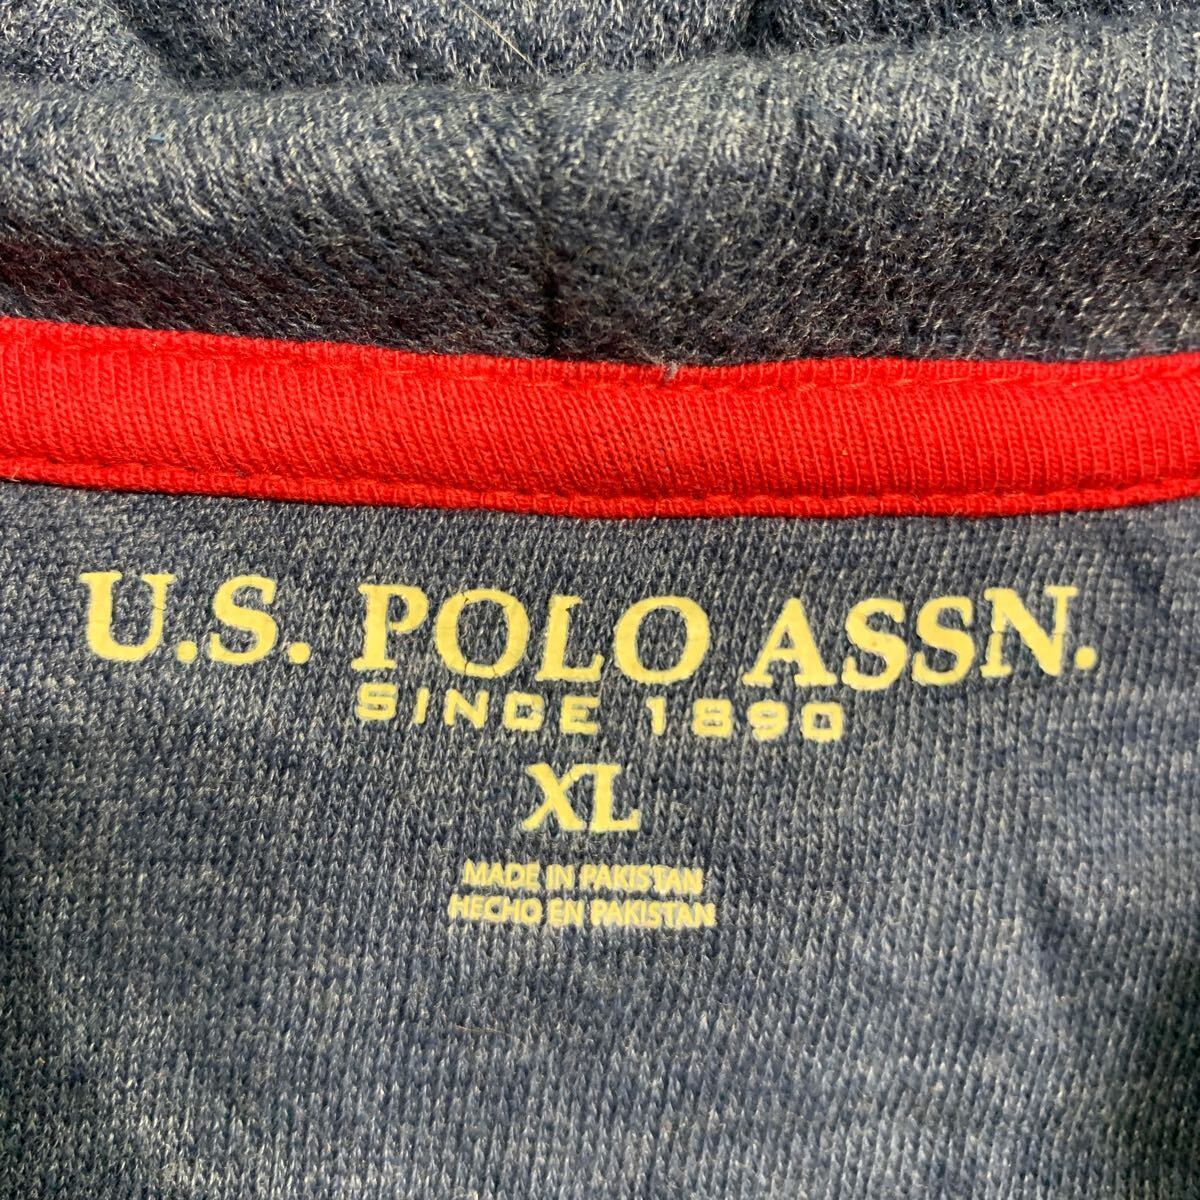 U.S. POLO ASSN.
SINCE 1890
XL
MADE IN PAKISTAN
HECHO EN PAKISTAN